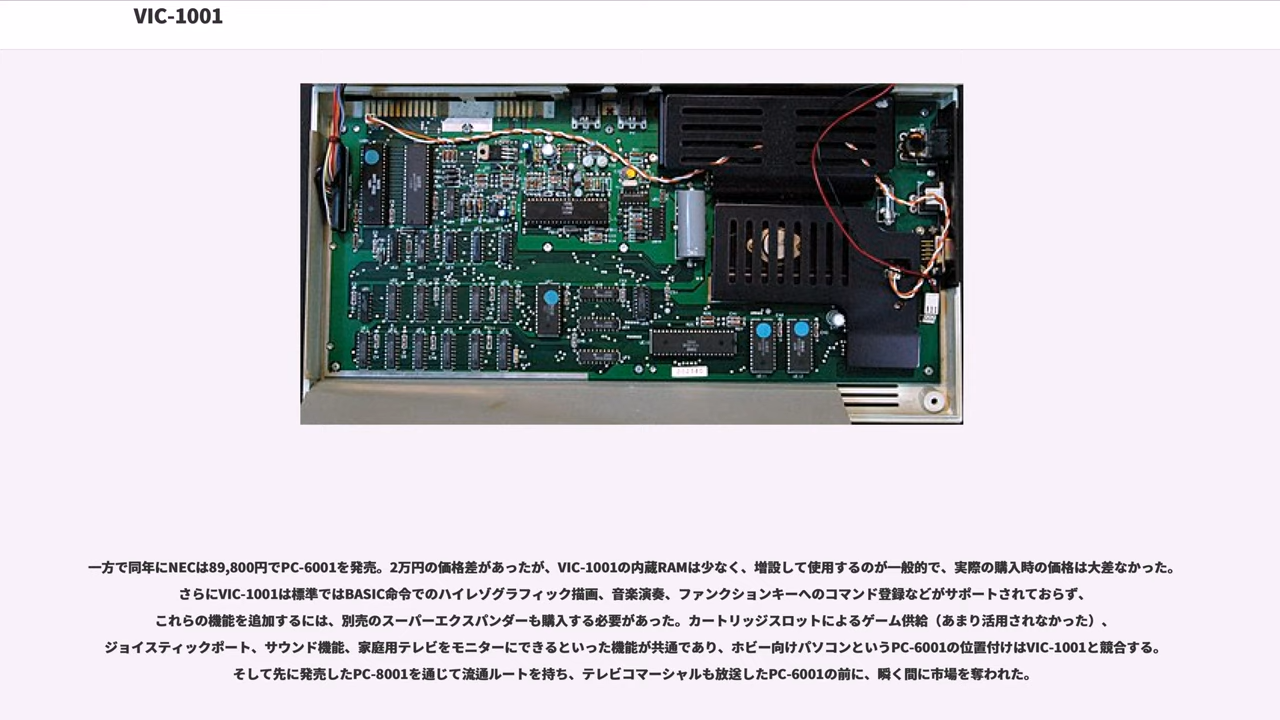 VIC-1001
一方で同年にNECは89,800円でPC-6001を発売。2万円の価格差があったが、VIC-1001の内蔵RAMは少なく、増設して使用するのが一般的で、実際の購入時の価格は大差なかった。
さらにVIC-1001は標準ではBASIC命令でのハイレゾグラフィック描画、音楽演奏、ファンクションキーへのコマンド登録などがサポートされておらず、
これらの機能を追加するには、別売のスーパーエクスパンダーも購入する必要があった。カートリッジスロットによるゲーム供給（あまり活用されなかった）、
ジョイスティックポート、サウンド機能、家庭用テレビをモニターにできるといった機能が共通であり、ホビー向けパソコンというPC-6001の位置付けはVIC-1001と競合する。
そして先に発売したPC-8001を通じて流通ルートを持ち、テレビコマーシャルも放送したPC-6001の前に、瞬く間に市場を奪われた。